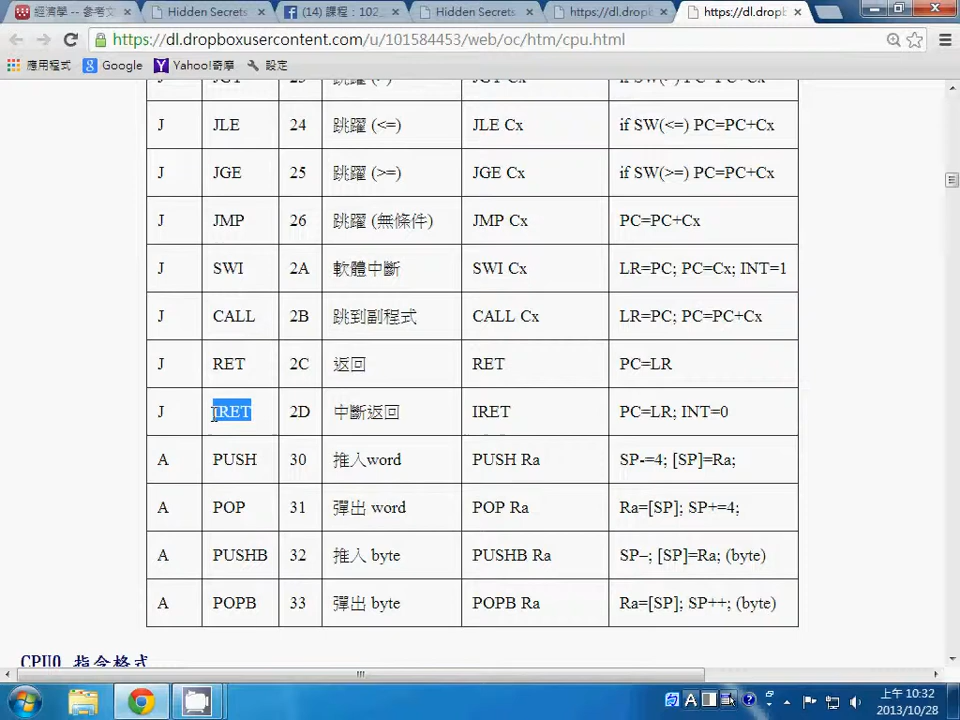 經濟學 -- 參考文
Hidden Secrets
(14) 課程：102_
Hidden Secrets
https://dl.dropb
https://dl.dropb
https://dl.dropboxusercontent.com/u/101584453/web/oc/htm/cpu.html
應用程式 Google Yahoo!奇摩 設定
J JLE 24 跳躍 (<=) JLE Cx if SW(<=) PC=PC+Cx
J JGE 25 跳躍 (>=) JGE Cx if SW(>=) PC=PC+Cx
J JMP 26 跳躍 (無條件) JMP Cx PC=PC+Cx
J SWI 2A 軟體中斷 SWI Cx LR=PC; PC=Cx; INT=1
J CALL 2B 跳到副程式 CALL Cx LR=PC; PC=PC+Cx
J RET 2C 返回 RET PC=LR
J IRET 2D 中斷返回 IRET PC=LR; INT=0
A PUSH 30 推入word PUSH Ra SP-=4; [SP]=Ra;
A POP 31 彈出 word POP Ra Ra=[SP]; SP+=4;
A PUSHB 32 推入 byte PUSHB Ra SP–; [SP]=Ra; (byte)
A POPB 33 彈出 byte POPB Ra Ra=[SP]; SP++; (byte)
CPU0 指令格式
上午 10:32
2013/10/28